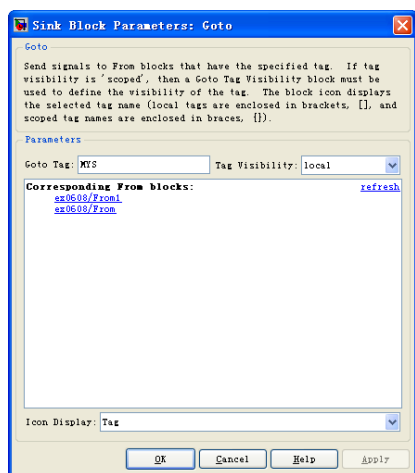 Sink Block Parameters: Goto
Goto
Send signals to From blocks that have the specified tag. If tag
visibility is 'scoped', then a Goto Tag Visibility block must be
used to define the visibility of the tag. The block icon displays
the selected tag name (local tags are enclosed in brackets, [], and
scoped tag names are enclosed in braces, {}).
Parameters
Goto Tag: MYS Tag Visibility: local
Corresponding From blocks: refresh
ex0608/From1
ex0608/From
Icon Display: Tag
OK Cancel Help Apply